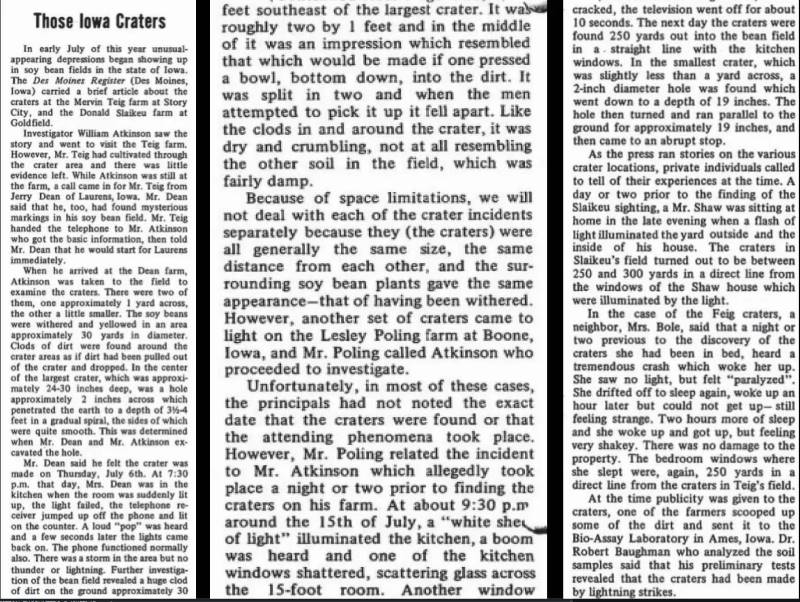 Those Iowa Craters
In early July of this year unusual-
appearing depressions began showing up
in soy bean fields in the state of Iowa.
The Des Moines Register (Des Moines,
Iowa) carried a brief article about the
craters at the Mervin Teig farm at Story
City, and the Donald Slaikeu farm at
Goldfield.
Investigator William Atkinson saw the
story and went to visit the Teig farm.
However, Mr. Teig had cultivated through
the crater area and there was little
evidence left. While Atkinson was still at
the farm, a call came in for Mr. Teig from
Jerry Dean of Laurens, Iowa. Mr. Dean
said that he, too, had found mysterious
markings in his soy bean field. Mr. Teig
handed the telephone to Mr. Atkinson
who got the basic information, then told
Mr. Dean that he would start for Laurens
immediately.
When he arrived at the Dean farm,
Atkinson was taken to the field to
examine the craters. There were two of
them, one approximately 1 yard across,
the other a little smaller. The soy beans
were withered and yellowed in an area
approximately 30 yards in diameter.
Clods of dirt were found around the
crater areas as if dirt had been pulled out
of the crater and dropped. In the center
of the largest crater, which was approxi-
mately 24-30 inches deep, was a hole
approximately 2 inches across which
penetrated the earth to a depth of 3½-4
feet in a gradual spiral, the sides of which
were quite smooth. This was determined
when Mr. Dean and Mr. Atkinson ex-
cavated the hole.
Mr. Dean said he felt the crater was
made on Thursday, July 6th. At 7:30
p.m. that day, Mrs. Dean was in the
kitchen when the room was suddenly lit
up, the light failed, the telephone re-
ceiver jumped up off the phone and lit
on the counter. A loud "pop" was heard
and a few seconds later the lights came
back on. The phone functioned normally
also. There was a storm in the area but no
thunder or lightning. Further investiga-
tion of the bean field revealed a huge clod
of dirt on the ground approximately 30
feet southeast of the largest crater. It was
roughly two by 1 feet and in the middle
of it was an impression which resembled
that which would be made if one pressed
a bowl, bottom down, into the dirt. It
was split in two and when the men
attempted to pick it up it fell apart. Like
the clods in and around the crater, it was
dry and crumbling, not at all resembling
the other soil in the field, which was
fairly damp.
Because of space limitations, we will
not deal with each of the crater incidents
separately because they (the craters) were
all generally the same size, the same
distance from each other, and the sur-
rounding soy bean plants gave the same
appearance—that of having been withered.
However, another set of craters came to
light on the Lesley Poling farm at Boone,
Iowa, and Mr. Poling called Atkinson who
proceeded to investigate.
Unfortunately, in most of these cases,
the principals had not noted the exact
date that the craters were found or that
the attending phenomena took place.
However, Mr. Poling related the incident
to Mr. Atkinson which allegedly took
place a night or two prior to finding the
craters on his farm. At about 9:30 p.m
around the 15th of July, a "white
of light" illuminated the kitchen, a boom
was heard and one of the kitchen
windows shattered, scattering glass across
the 15-foot room. Another window
cracked, the television went off for about
10 seconds. The next day the craters were
found 250 yards out into the bean field
in a straight line with the kitchen
windows. In the smallest crater, which
was slightly less than a yard across, a
2-inch diameter hole was found which
went down to a depth of 19 inches. The
hole then turned and ran parallel to the
ground for approximately 19 inches, and
then came to an abrupt stop.
As the press ran stories on the various
crater locations, private individuals called
to tell of their experiences at the time. A
day or two prior to the finding of the
Slaikeu sighting, a Mr. Shaw was sitting at
home in the late evening when a flash of
light illuminated the yard outside and the
inside of his house. The craters in
Slaikeu's field turned out to be between
250 and 300 yards in a direct line from
the windows of the Shaw house which
were illuminated by the light.
In the case of the Feig craters, a
neighbor, Mrs. Bole, said that a night or
two previous to the discovery of the
craters she had been in bed, heard a
tremendous crash which woke her up.
She saw no light, but felt "paralyzed".
She drifted off to sleep again, woke up an
hour later but could not get up—still
feeling strange. Two hours more of sleep
and she woke up and got up, but feeling
very shakey. There was no damage to the
property. The bedroom windows where
she slept were, again, 250 yards in a
direct line from the craters in Teig's field.
At the time publicity was given to the
craters, one of the farmers scooped up
some of the dirt and sent it to the
Bio-Assay Laboratory in Ames, Iowa. Dr.
Robert Baughman who analyzed the soil
samples said that his preliminary tests
revealed that the craters had been made
by lightning strikes.